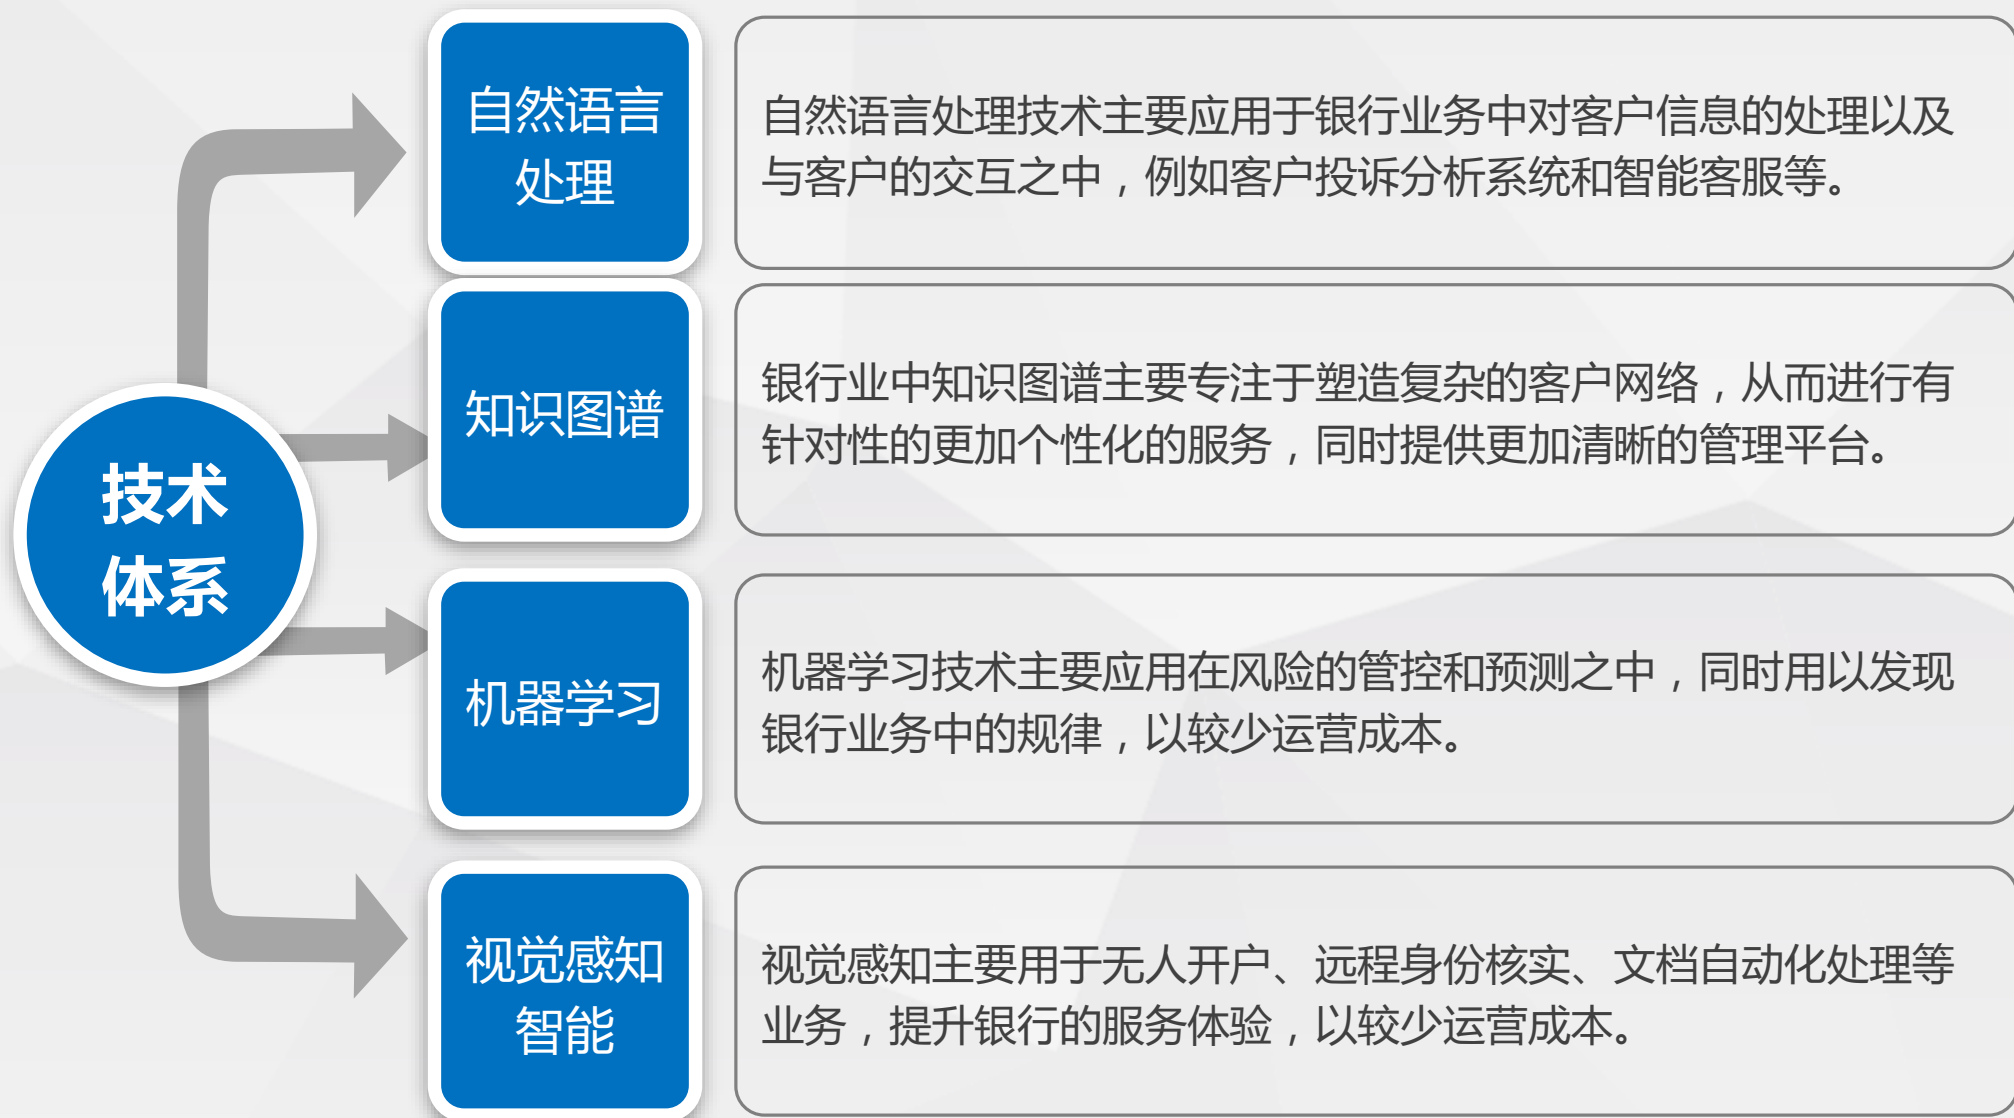 技术
体系
自然语言
处理
自然语言处理技术主要应用于银行业务中对客户信息的处理以及
与客户的交互之中，例如客户投诉分析系统和智能客服等。
知识图谱
银行业中知识图谱主要专注于塑造复杂的客户网络，从而进行有
针对性的更加个性化的服务，同时提供更加清晰的管理平台。
机器学习
机器学习技术主要应用在风险的管控和预测之中，同时用以发现
银行业务中的规律，以较少运营成本。
视觉感知
智能
视觉感知主要用于无人开户、远程身份核实、文档自动化处理等
业务，提升银行的服务体验，以较少运营成本。